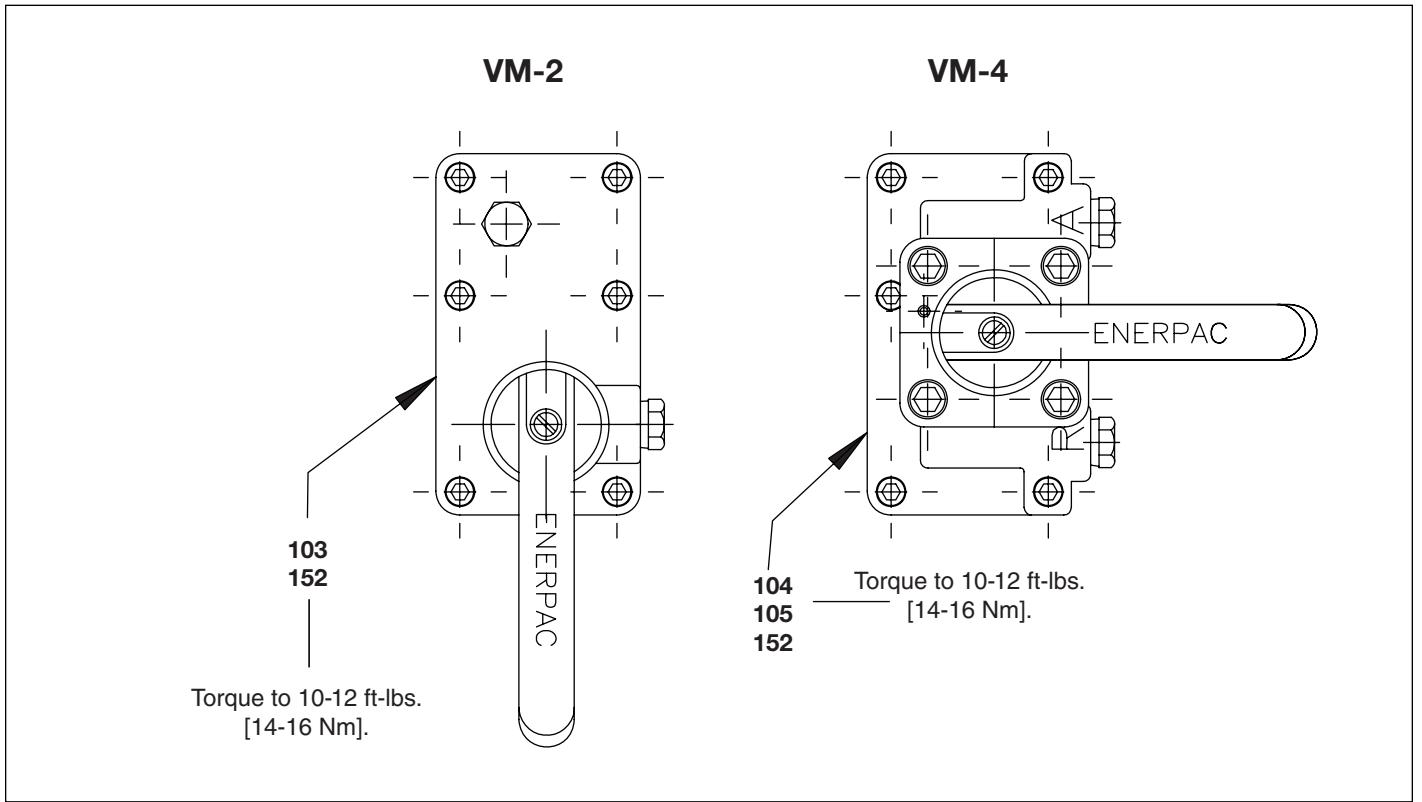 VM-2
VM-4
A
ENERPAC
ENERPAC
103
152
Torque to 10-12 ft-lbs.
[14-16 Nm].
104
105
152
Torque to 10-12 ft-lbs.
[14-16 Nm].